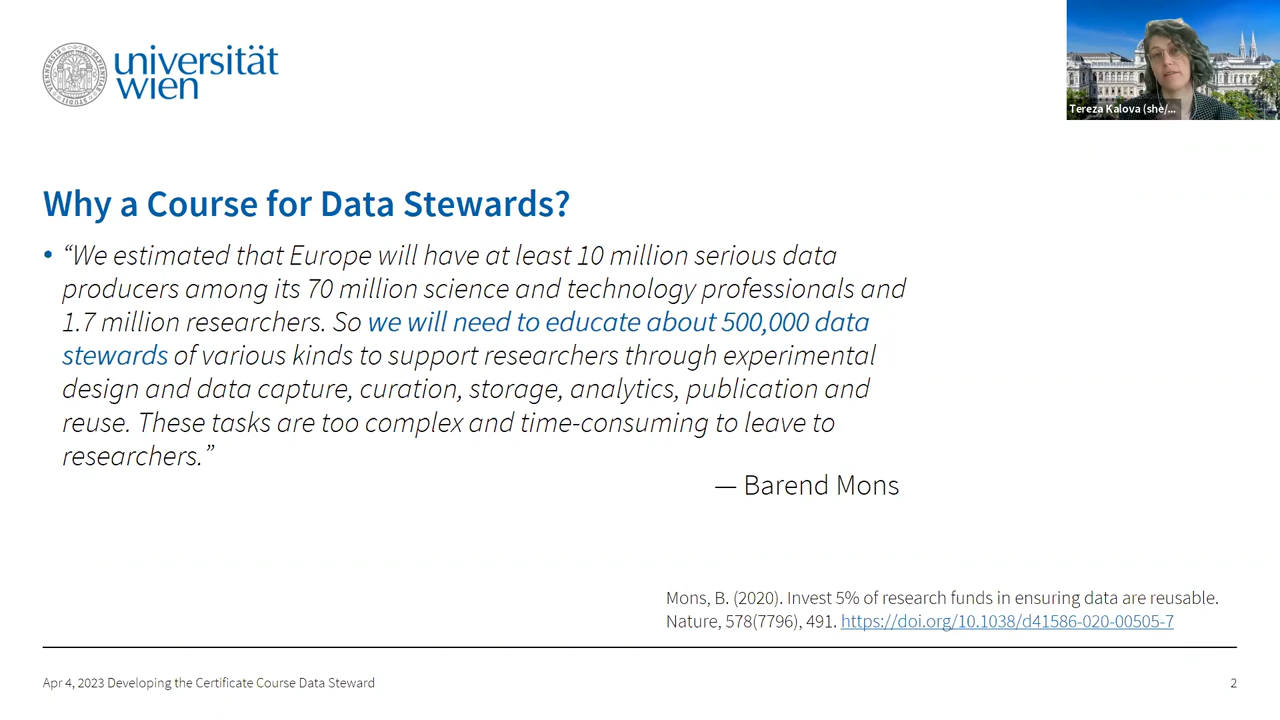 universität
wien
Tereza Kalova (she/...
Why a Course for Data Stewards?
• “We estimated that Europe will have at least 10 million serious data
producers among its 70 million science and technology professionals and
1.7 million researchers. So we will need to educate about 500,000 data
stewards of various kinds to support researchers through experimental
design and data capture, curation, storage, analytics, publication and
reuse. These tasks are too complex and time-consuming to leave to
researchers.”
— Barend Mons
Mons, B. (2020). Invest 5% of research funds in ensuring data are reusable.
Nature, 578(7796), 491. https://doi.org/10.1038/d41586-020-00505-7
Apr 4, 2023 Developing the Certificate Course Data Steward
2